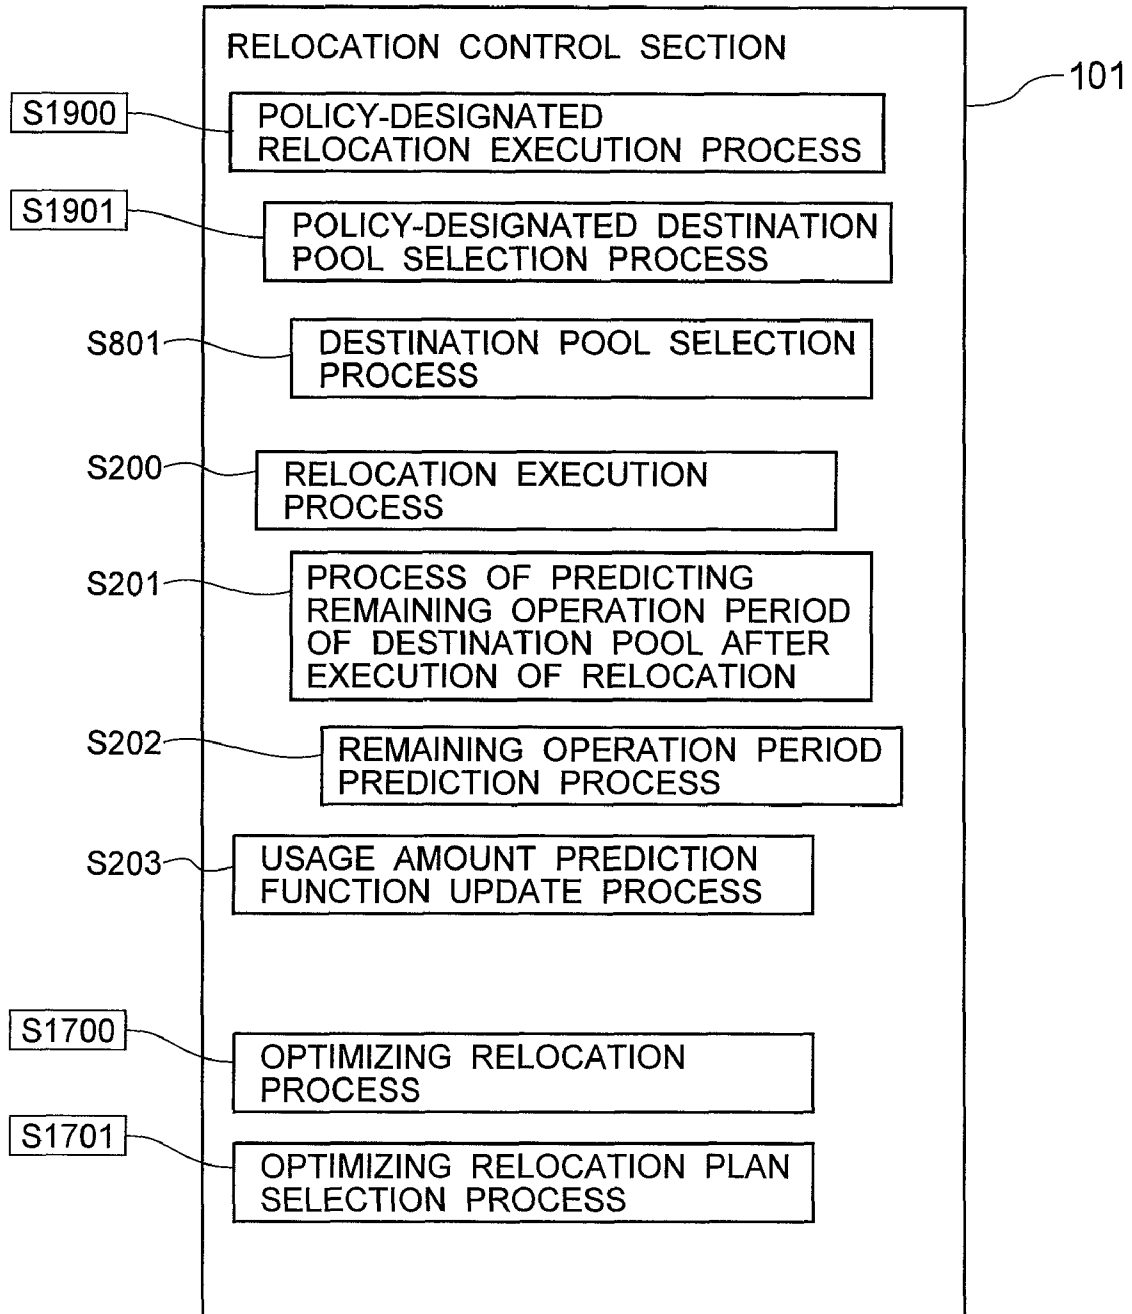 RELOCATION CONTROL SECTION
101
S1900
POLICY-DESIGNATED
RELOCATION EXECUTION PROCESS
S1901
POLICY-DESIGNATED DESTINATION
POOL SELECTION PROCESS
S801
DESTINATION POOL SELECTION
PROCESS
S200
RELOCATION EXECUTION
PROCESS
S201
PROCESS OF PREDICTING
REMAINING OPERATION PERIOD
OF DESTINATION POOL AFTER
EXECUTION OF RELOCATION
S202
REMAINING OPERATION PERIOD
PREDICTION PROCESS
S203
USAGE AMOUNT PREDICTION
FUNCTION UPDATE PROCESS
S1700
OPTIMIZING RELOCATION
PROCESS
S1701
OPTIMIZING RELOCATION PLAN
SELECTION PROCESS